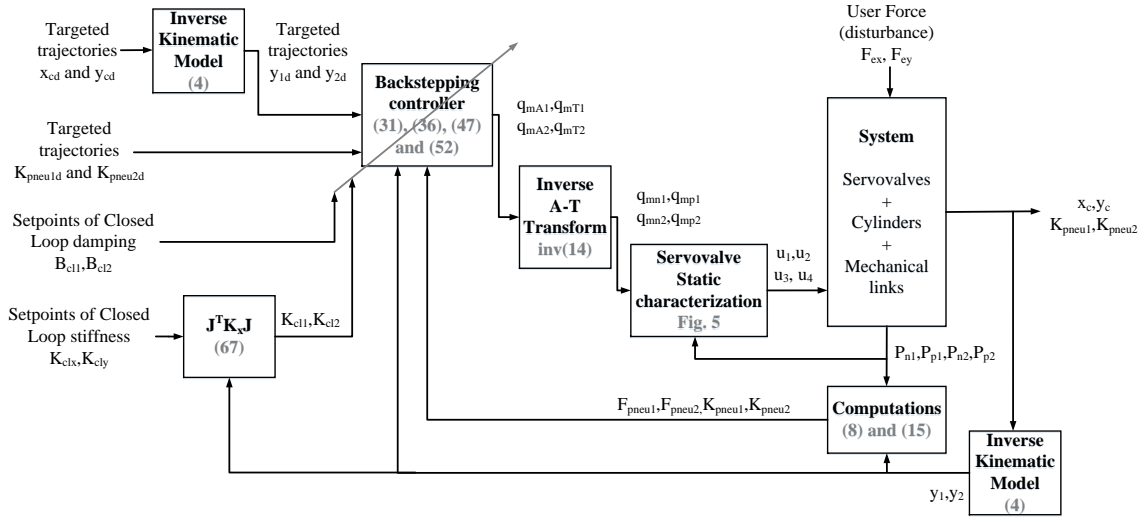 Targeted
trajectories
x_cd and y_cd
Inverse
Kinematic
Model
(4)
Targeted
trajectories
y_1d and y_2d
Backstepping
controller
(31), (36), (47)
and (52)
Targeted
trajectories
K_pneu1d and K_pneu2d
Setpoints of Closed
Loop damping
B_cl1,B_cl2
Setpoints of Closed
Loop stiffness
K_clx,K_cly
J^TK_xJ
(67)
K_cl1,K_cl2
q_mA1,q_mT1
q_mA2,q_mT2
Inverse
A-T
Transform
inv(14)
q_mn1,q_mp1
q_mn2,q_mp2
Servovalve
Static
characterization
Fig. 5
u_1,u_2
u_3, u_4
User Force
(disturbance)
F_ex, F_ey
System
Servovalves
+
Cylinders
+
Mechanical
links
x_c,y_c
K_pneu1,K_pneu2
P_n1,P_p1,P_n2,P_p2
F_pneu1,F_pneu2,K_pneu1,K_pneu2
Computations
(8) and (15)
Inverse
Kinematic
Model
(4)
y_1,y_2